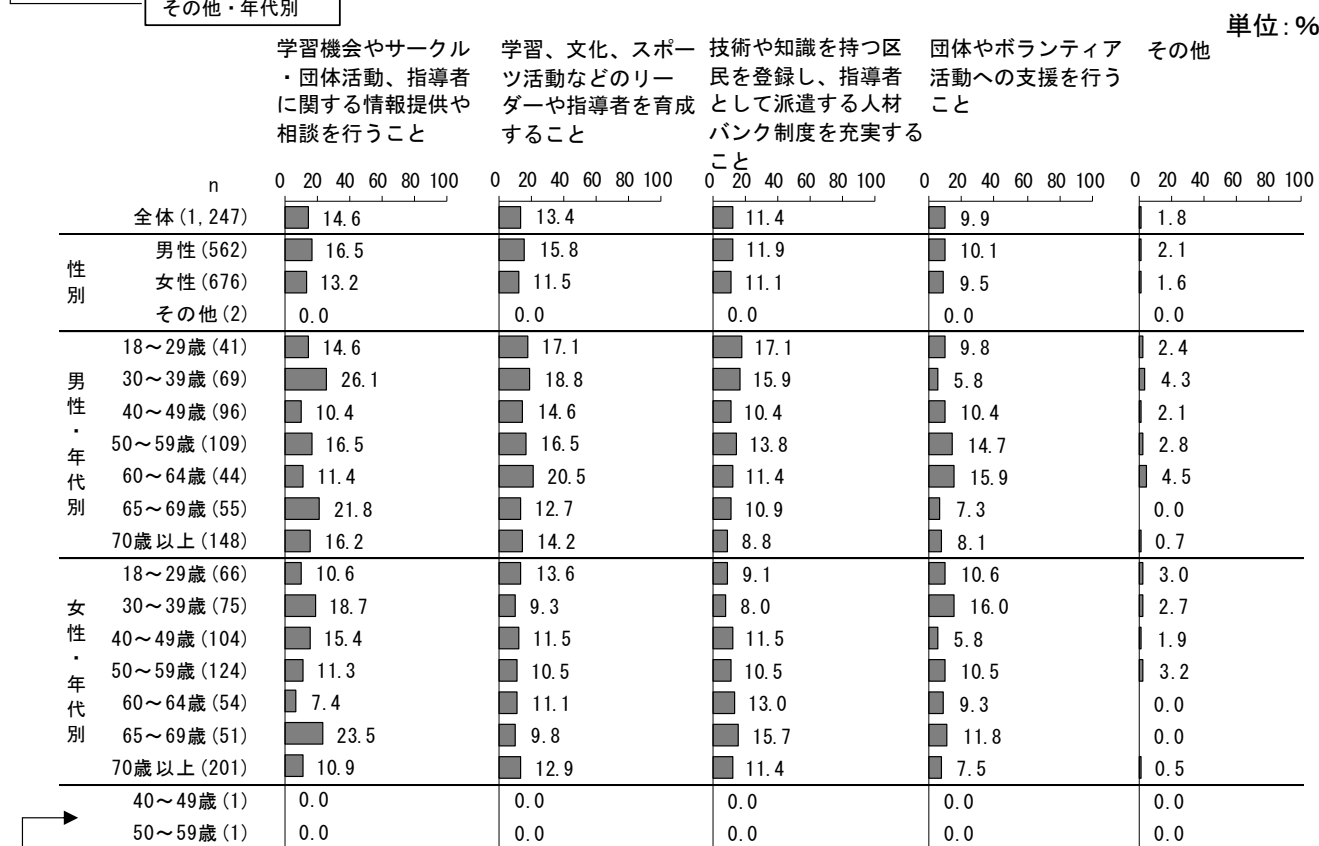 その他・年代別
単位:%
学習機会やサークル
・団体活動、指導者
に関する情報提供や
相談を行うこと
学習、文化、スポー
ツ活動などのリー
ダーや指導者を育成
すること
技術や知識を持つ区
民を登録し、指導者
として派遣する人材
バンク制度を充実する
こと
団体やボランティア
活動への支援を行う
こと
その他
n 0 20 40 60 80 100 0 20 40 60 80 100 0 20 40 60 80 100 0 20 40 60 80 100 0 20 40 60 80 100
全体(1,247) 14.6 13.4 11.4 9.9 1.8
性別
男性(562) 16.5 15.8 11.9 10.1 2.1
女性(676) 13.2 11.5 11.1 9.5 1.6
その他(2) 0.0 0.0 0.0 0.0 0.0
男性・年代別
18~29歳(41) 14.6 17.1 17.1 9.8 2.4
30~39歳(69) 26.1 18.8 15.9 5.8 4.3
40~49歳(96) 10.4 14.6 10.4 10.4 2.1
50~59歳(109) 16.5 16.5 13.8 14.7 2.8
60~64歳(44) 11.4 20.5 11.4 15.9 4.5
65~69歳(55) 21.8 12.7 10.9 7.3 0.0
70歳以上(148) 16.2 14.2 8.8 8.1 0.7
女性・年代別
18~29歳(66) 10.6 13.6 9.1 10.6 3.0
30~39歳(75) 18.7 9.3 8.0 16.0 2.7
40~49歳(104) 15.4 11.5 11.5 5.8 1.9
50~59歳(124) 11.3 10.5 10.5 10.5 3.2
60~64歳(54) 7.4 11.1 13.0 9.3 0.0
65~69歳(51) 23.5 9.8 15.7 11.8 0.0
70歳以上(201) 10.9 12.9 11.4 7.5 0.5
40~49歳(1) 0.0 0.0 0.0 0.0 0.0
50~59歳(1) 0.0 0.0 0.0 0.0 0.0